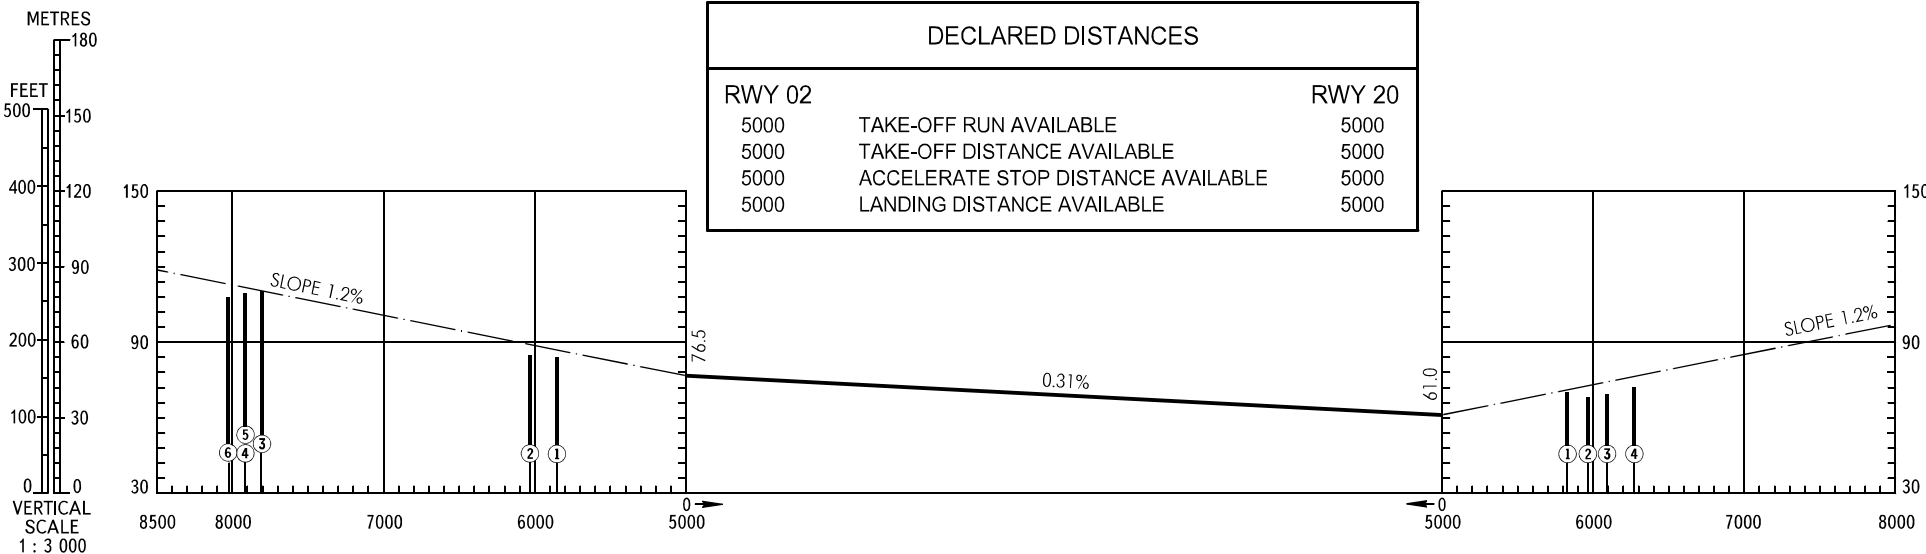 METRES
180
FEET
500
150
400
120
300
90
200
60
100
30
0
0
VERTICAL
SCALE
1 : 3 000
DECLARED DISTANCES
RWY 02 RWY 20
5000 TAKE-OFF RUN AVAILABLE 5000
5000 TAKE-OFF DISTANCE AVAILABLE 5000
5000 ACCELERATE STOP DISTANCE AVAILABLE 5000
5000 LANDING DISTANCE AVAILABLE 5000
150
90
30
SLOPE 1.2%
6
5
4
3
2
1
8500 8000 7000 6000 5000
0
76.5
0.31%
61.0
0
SLOPE 1.2%
1
2
3
4
150
90
30
5000 6000 7000 8000